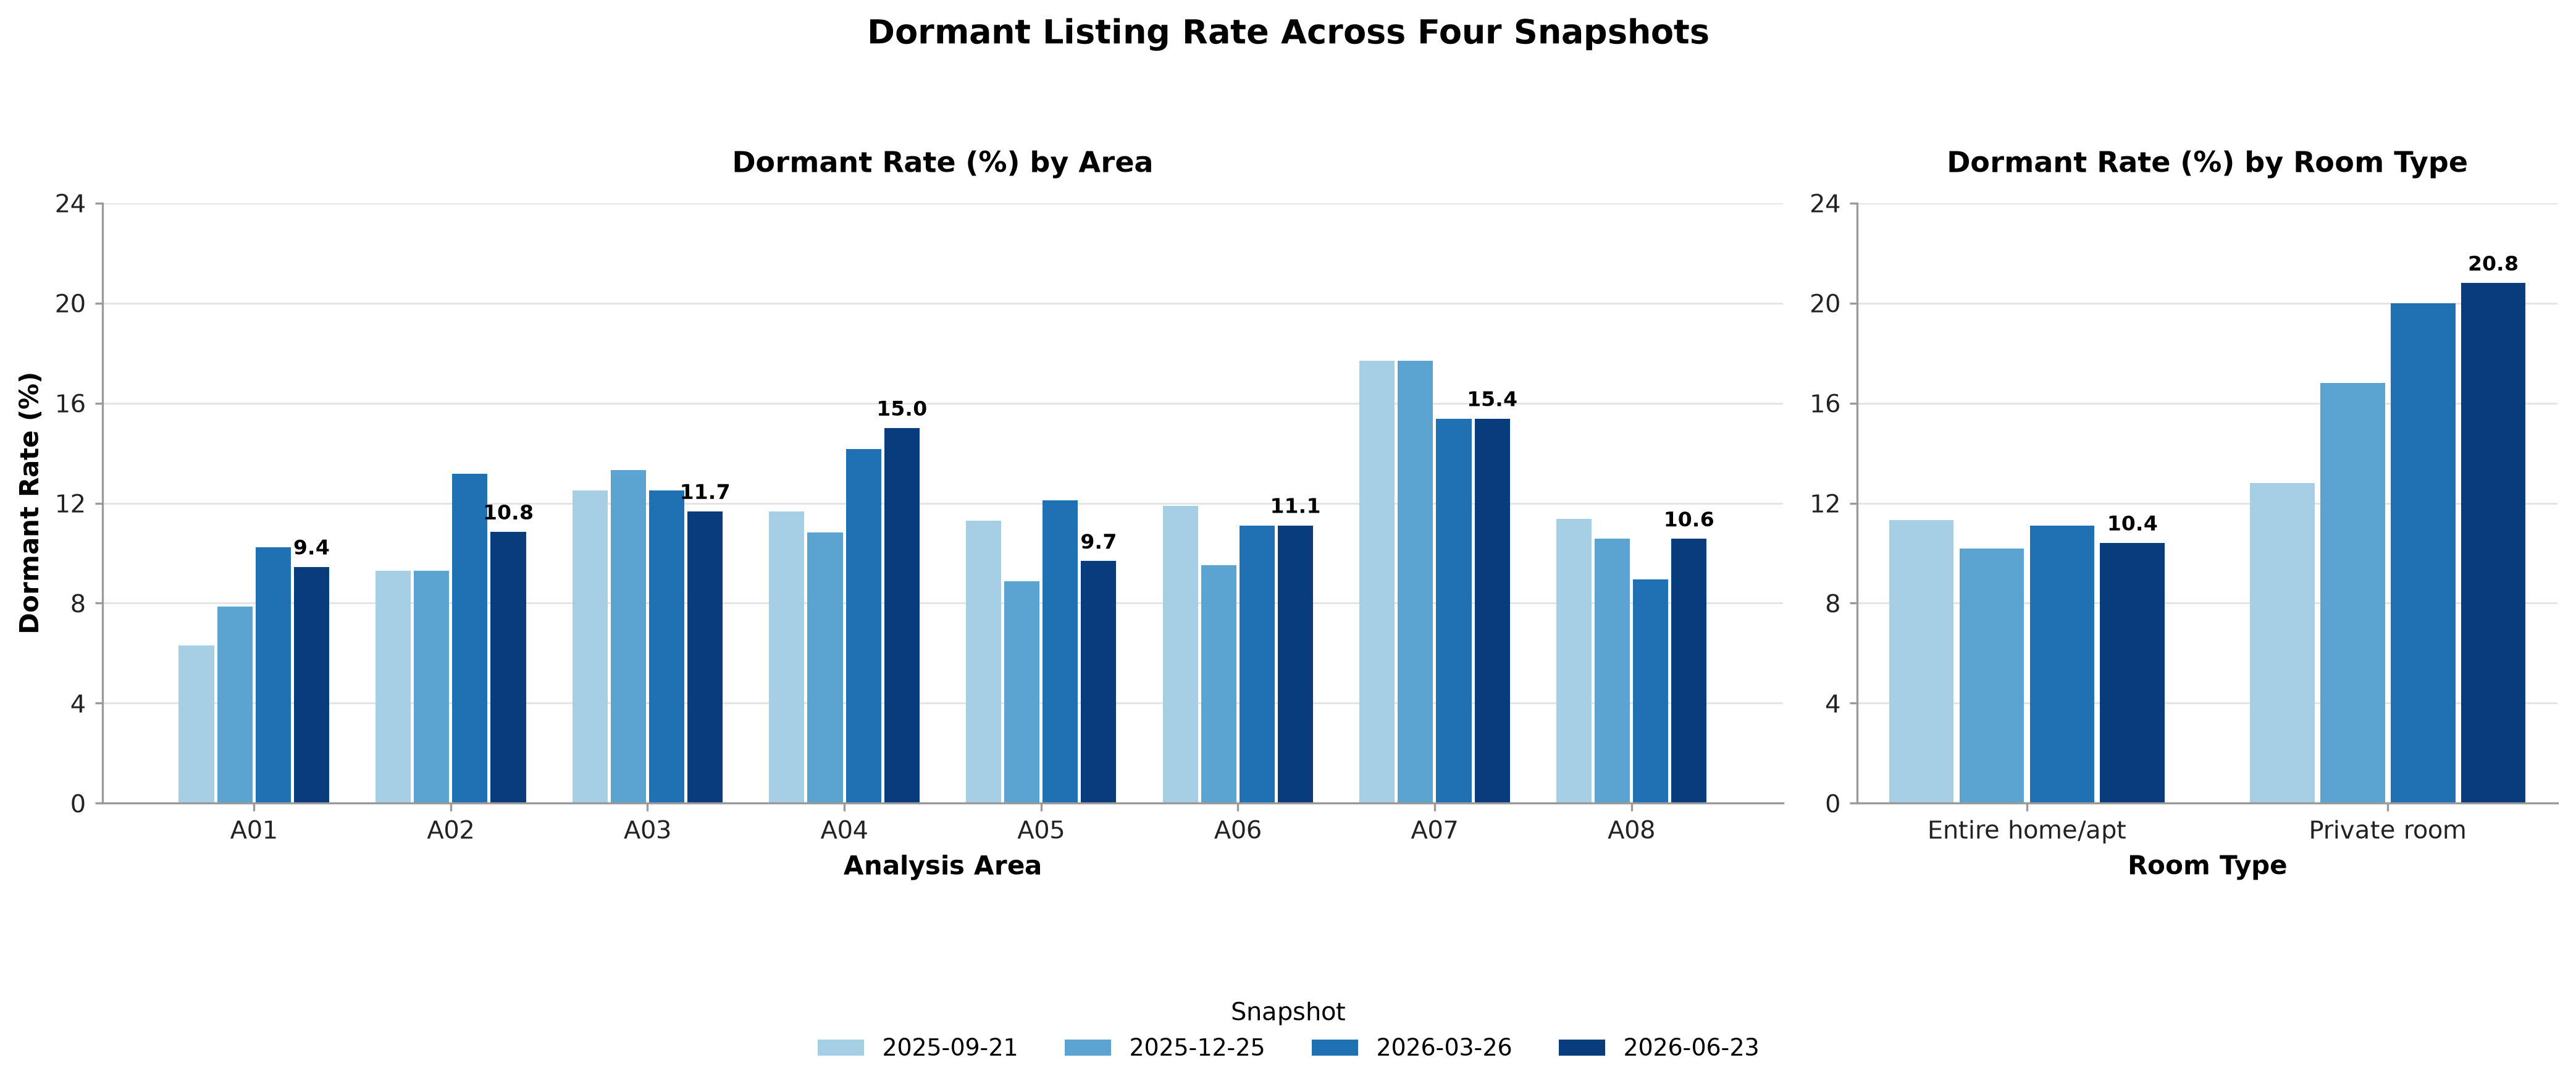 Dormant Listing Rate Across Four Snapshots
Dormant Rate (%) by Area
Dormant Rate (%)
24
20
16
12
8
4
0
9.4
10.8
11.7
15.0
9.7
11.1
15.4
10.6
A01 A02 A03 A04 A05 A06 A07 A08
Analysis Area
Dormant Rate (%) by Room Type
24
20
16
12
8
4
0
10.4
20.8
Entire home/apt Private room
Room Type
Snapshot
2025-09-21 2025-12-25 2026-03-26 2026-06-23